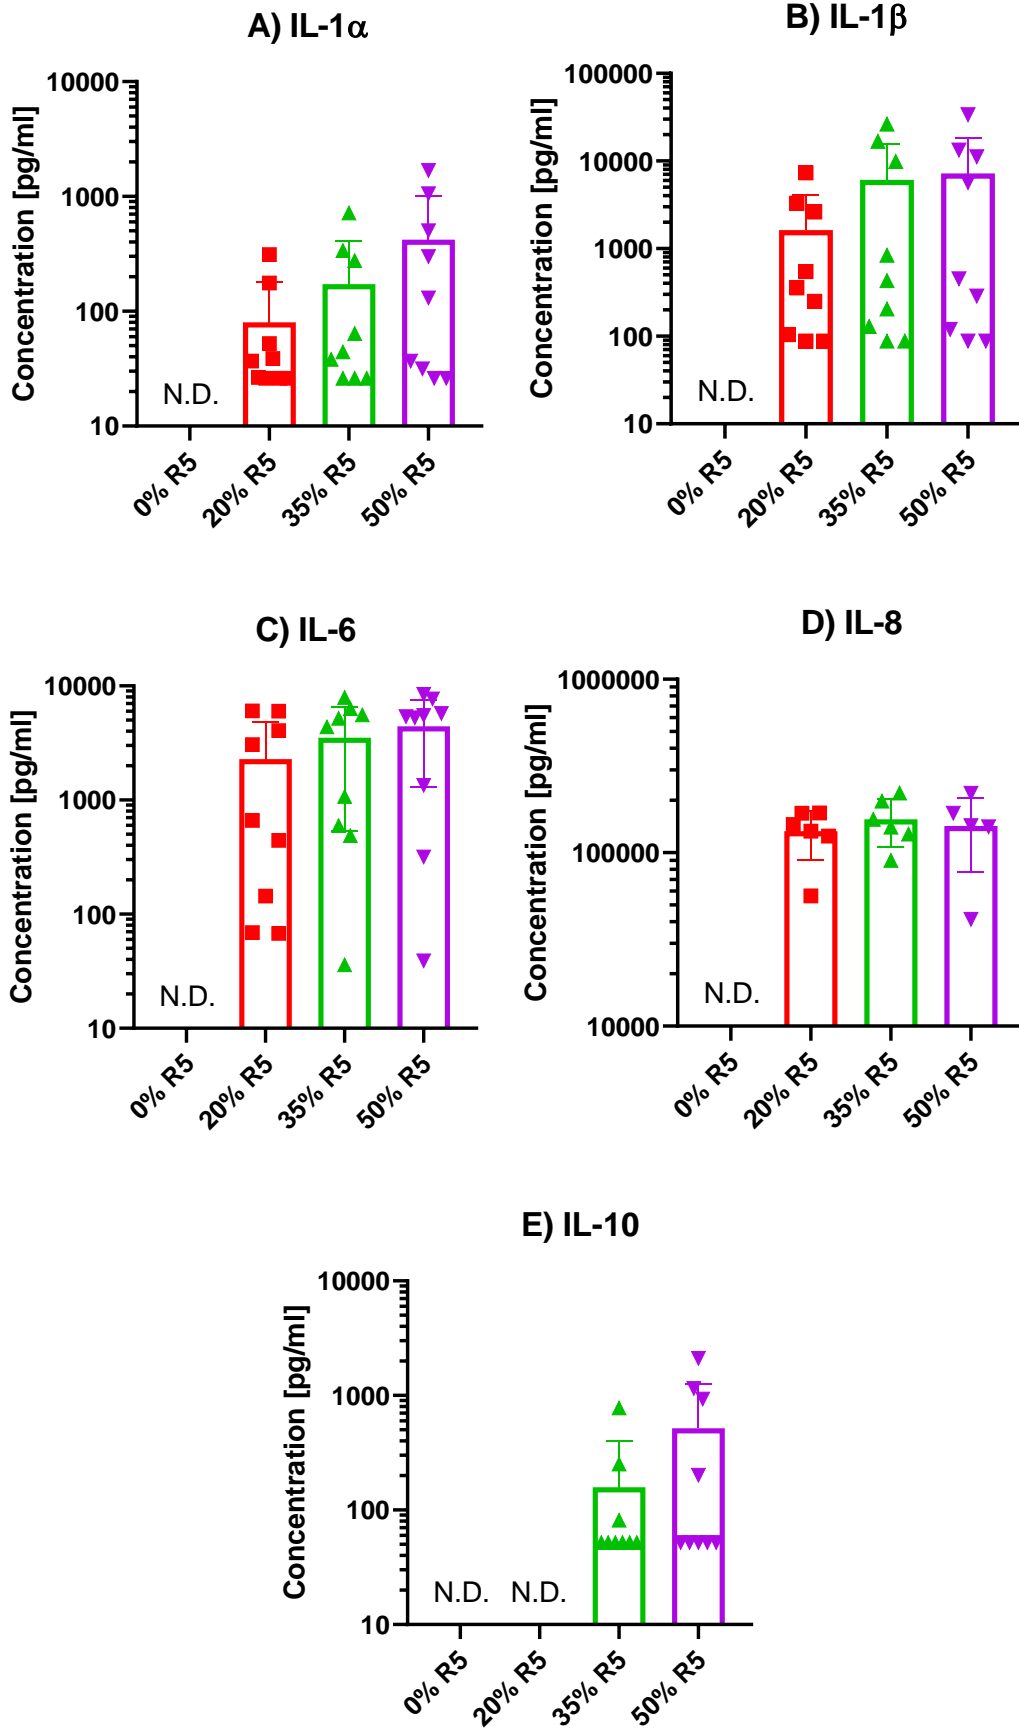 A) IL-1α
Concentration [pg/ml]
10000
1000
100
10
N.D.
0% R5
20% R5
35% R5
50% R5
B) IL-1β
Concentration [pg/ml]
100000
10000
1000
100
10
N.D.
0% R5
20% R5
35% R5
50% R5
C) IL-6
Concentration [pg/ml]
10000
1000
100
10
N.D.
0% R5
20% R5
35% R5
50% R5
D) IL-8
Concentration [pg/ml]
1000000
100000
10000
N.D.
0% R5
20% R5
35% R5
50% R5
E) IL-10
Concentration [pg/ml]
10000
1000
100
10
N.D.
N.D.
0% R5
20% R5
35% R5
50% R5